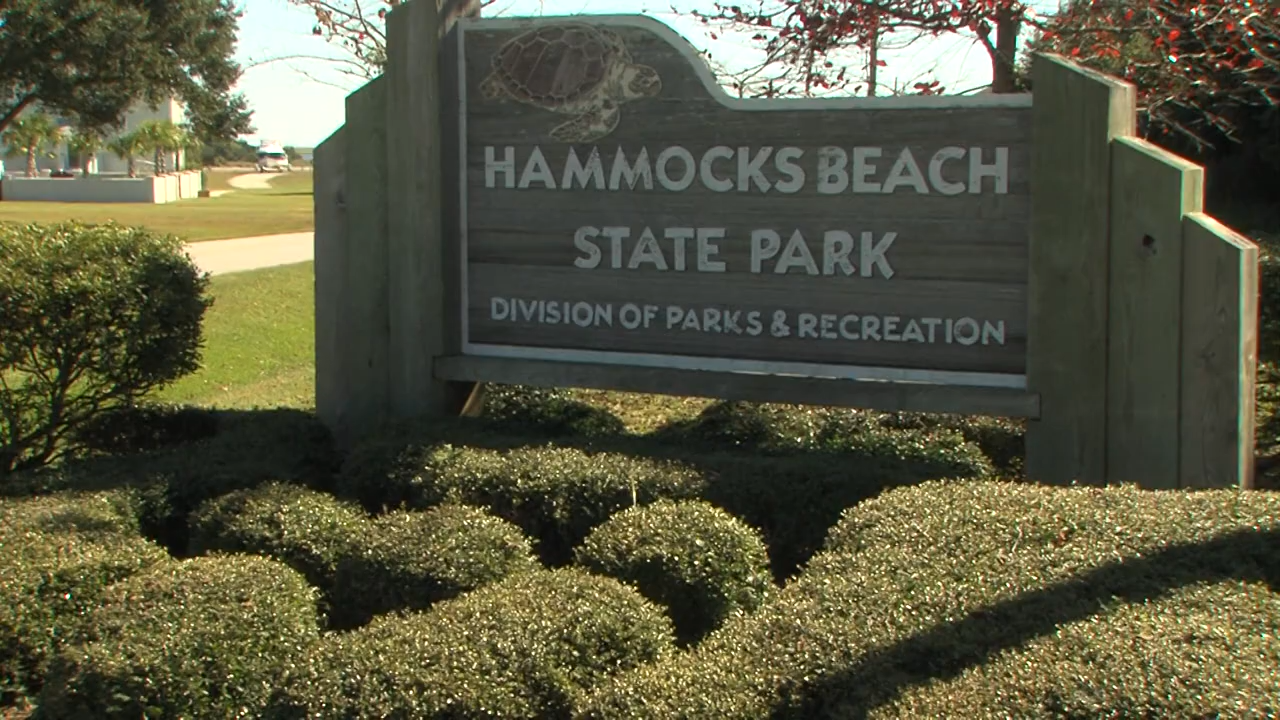 HAMMOCKS BEACH
STATE PARK
DIVISION OF PARKS & RECREATION